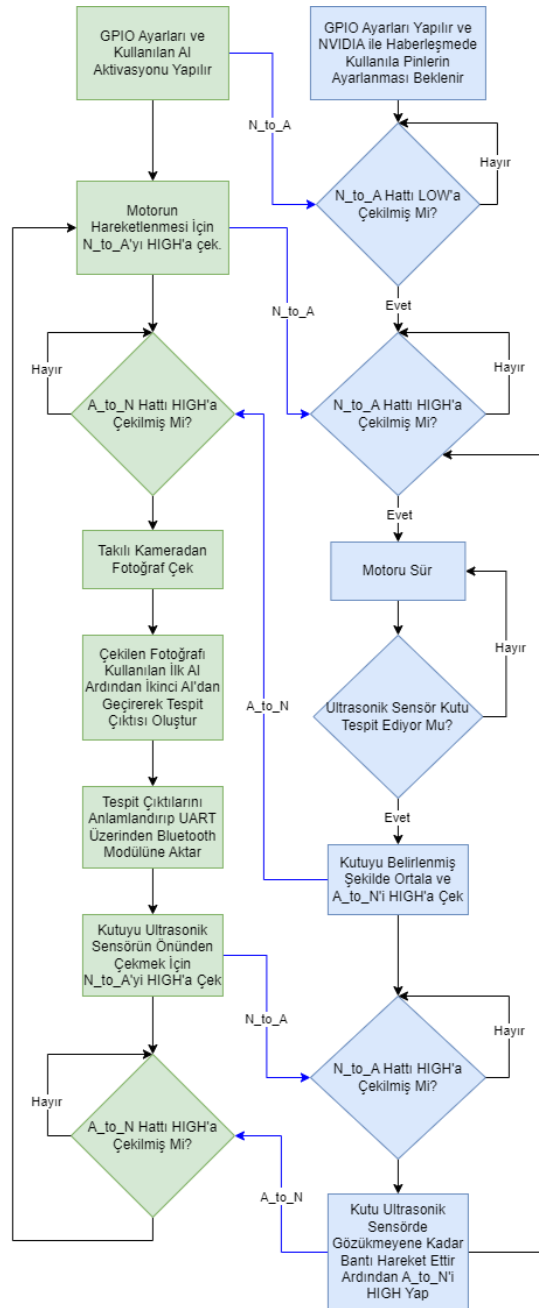 GPIO Ayarları ve
Kullanılan AI
Aktivasyonu Yapılır
GPIO Ayarları Yapılır ve
NVIDIA ile Haberleşmede
Kullanıla Pinlerin
Ayarlanması Beklenir
N_to_A
Hayır
N_to_A Hattı LOW'a
Çekilmiş Mi?
Motorun
Hareketlenmesi İçin
N_to_A'yı HIGH'a çek.
Evet
N_to_A
Hayır
Hayır
A_to_N Hattı HIGH'a
Çekilmiş Mi?
N_to_A Hattı HIGH'a
Çekilmiş Mi?
Evet
Takılı Kameradan
Fotoğraf Çek
Motoru Sür
Hayır
Çekilen Fotoğrafı
Kullanılan İlk AI
Ardından İkinci AI'dan
Geçirerek Tespit
Çıktısı Oluştur
A_to_N
Ultrasonik Sensör Kutu
Tespit Ediyor Mu?
Evet
Tespit Çıktılarını
Anlamlandırıp UART
Üzerinden Bluetooth
Modülüne Aktar
Kutuyu Belirlenmiş
Şekilde Ortala ve
A_to_N'i HIGH'a Çek
Kutuyu Ultrasonik
Sensörün Önünden
Çekmek İçin
N_to_A'yi HIGH'a Çek
N_to_A
Hayır
N_to_A Hattı HIGH'a
Çekilmiş Mi?
Hayır
A_to_N Hattı HIGH'a
Çekilmiş Mi?
A_to_N
Kutu Ultrasonik
Sensörde
Gözükmeyene Kadar
Bantı Hareket Ettir
Ardından A_to_N'i
HIGH Yap